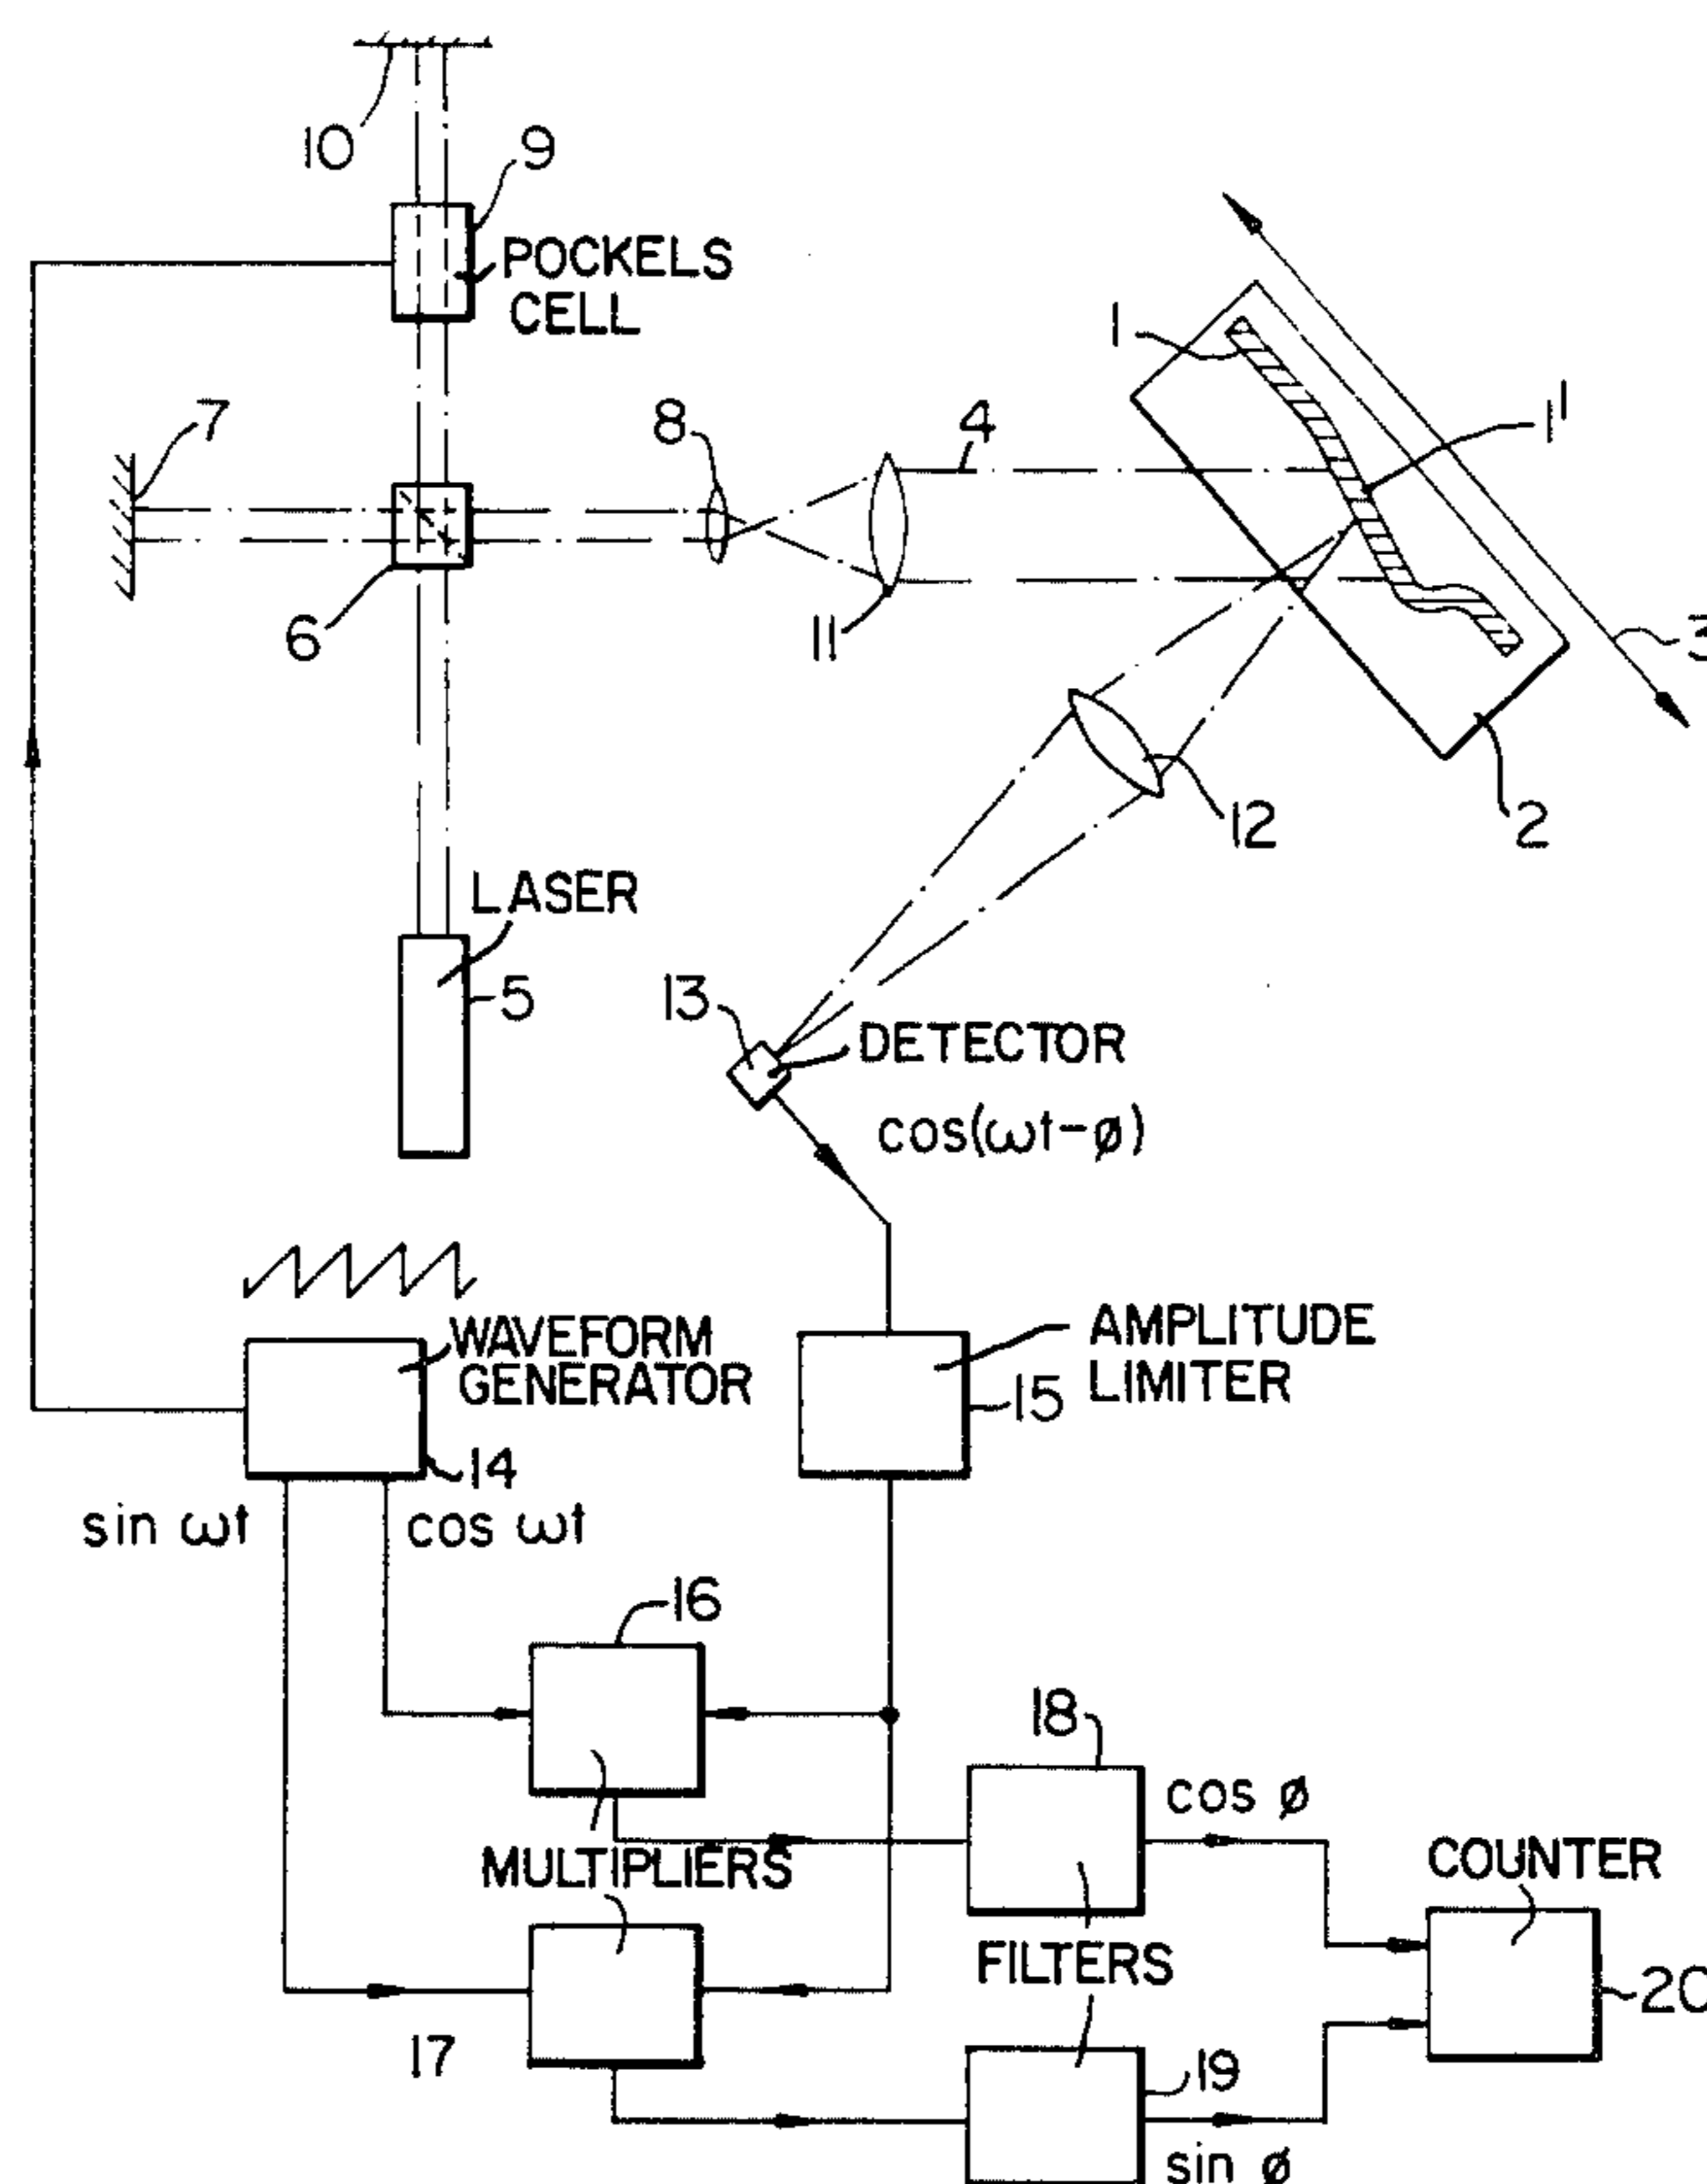 10
9
POCKELS
CELL
1
1'
7
8
4
6
11
3
12
2
LASER
5
13
DETECTOR
cos(ωt-ø)
WAVEFORM
GENERATOR
AMPLITUDE
LIMITER
15
14
sin ωt
cos ωt
16
18
cos ø
MULTIPLIERS
COUNTER
FILTERS
20
17
19
sin ø